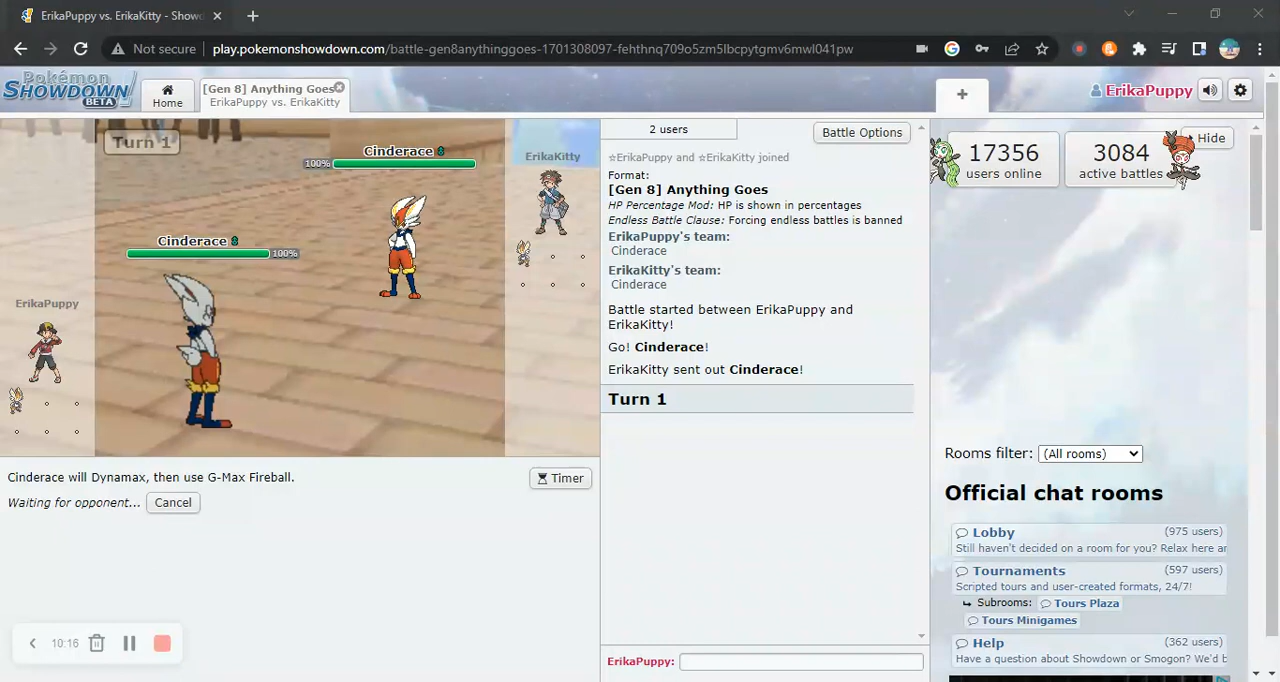 ErikaPuppy vs. ErikaKitty - Showd
Not secure
play.pokemonshowdown.com/battle-gen8anythinggoes-1701308097-fehthnq709o5zm5lbcpytgmv6mwl041pw
Pokémon
SHOWDOWN
BETA
Home
[Gen 8] Anything Goes
ErikaPuppy vs. ErikaKitty
+
ErikaPuppy
Turn 1
Cinderace
100%
ErikaKitty
Cinderace
100%
ErikaPuppy
Cinderace will Dynamax, then use G-Max Fireball.
Timer
Waiting for opponent...
Cancel
10:16
2 users
Battle Options
☆ErikaPuppy and ☆ErikaKitty joined
Format:
[Gen 8] Anything Goes
HP Percentage Mod: HP is shown in percentages
Endless Battle Clause: Forcing endless battles is banned
ErikaPuppy's team:
Cinderace
ErikaKitty's team:
Cinderace
Battle started between ErikaPuppy and
ErikaKitty!
Go! Cinderace!
ErikaKitty sent out Cinderace!
Turn 1
ErikaPuppy:
17356
users online
3084
active battles
Hide
Rooms filter: (All rooms)
Official chat rooms
Lobby (975 users)
Still haven't decided on a room for you? Relax here ar
Tournaments (597 users)
Scripted tours and user-created formats, 24/7!
Subrooms: Tours Plaza
Tours Minigames
Help (362 users)
Have a question about Showdown or Smogon? We'd b